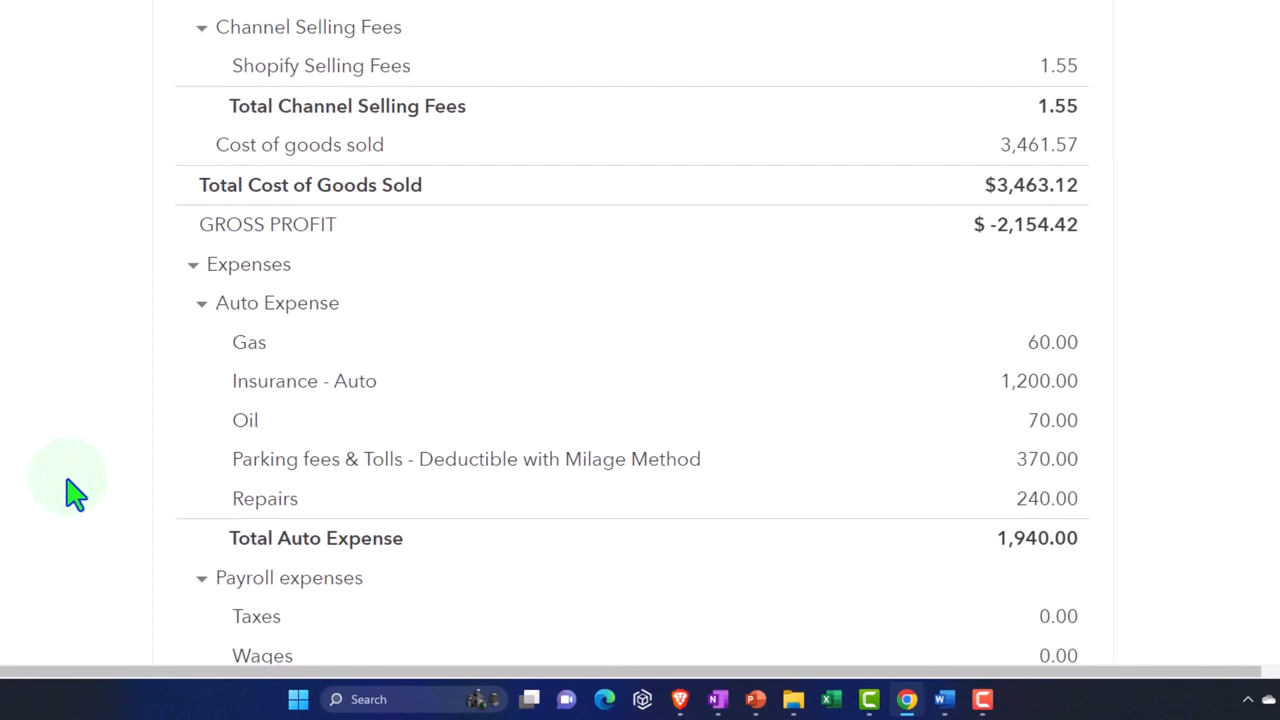 Channel Selling Fees
Shopify Selling Fees 1.55
Total Channel Selling Fees 1.55
Cost of goods sold 3,461.57
Total Cost of Goods Sold $3,463.12
GROSS PROFIT $ -2,154.42
Expenses
Auto Expense
Gas 60.00
Insurance - Auto 1,200.00
Oil 70.00
Parking fees & Tolls - Deductible with Milage Method 370.00
Repairs 240.00
Total Auto Expense 1,940.00
Payroll expenses
Taxes 0.00
Wages 0.00
Search